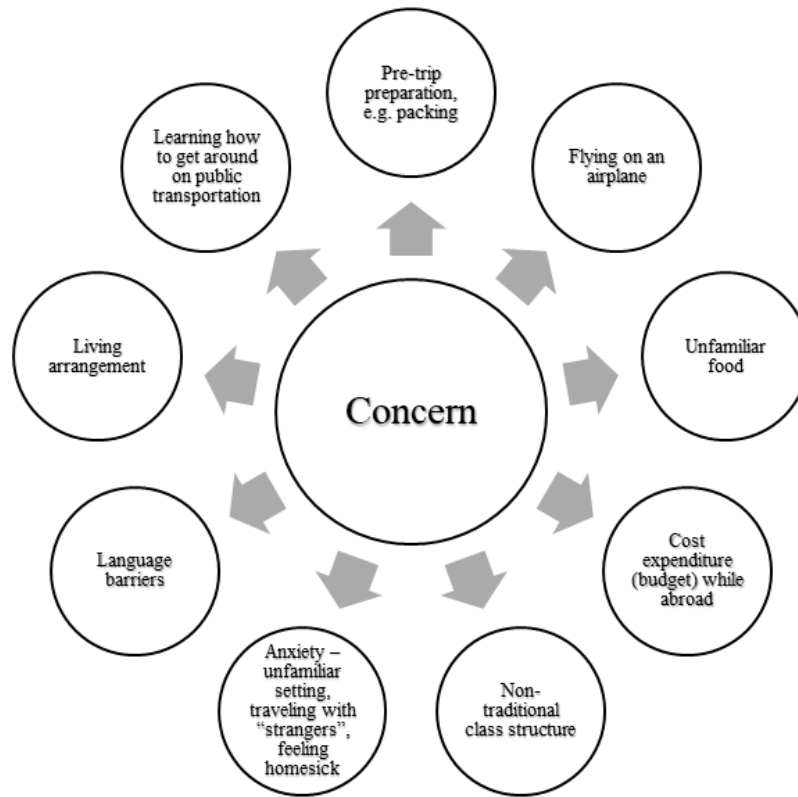 Pre-trip
preparation,
e.g. packing
Flying on an
airplane
Unfamiliar
food
Cost
expenditure
(budget) while
abroad
Non-
traditional
class structure
Anxiety –
unfamiliar
setting,
traveling with
“strangers”,
feeling
homesick
Language
barriers
Living
arrangement
Learning how
to get around
on public
transportation
Concern